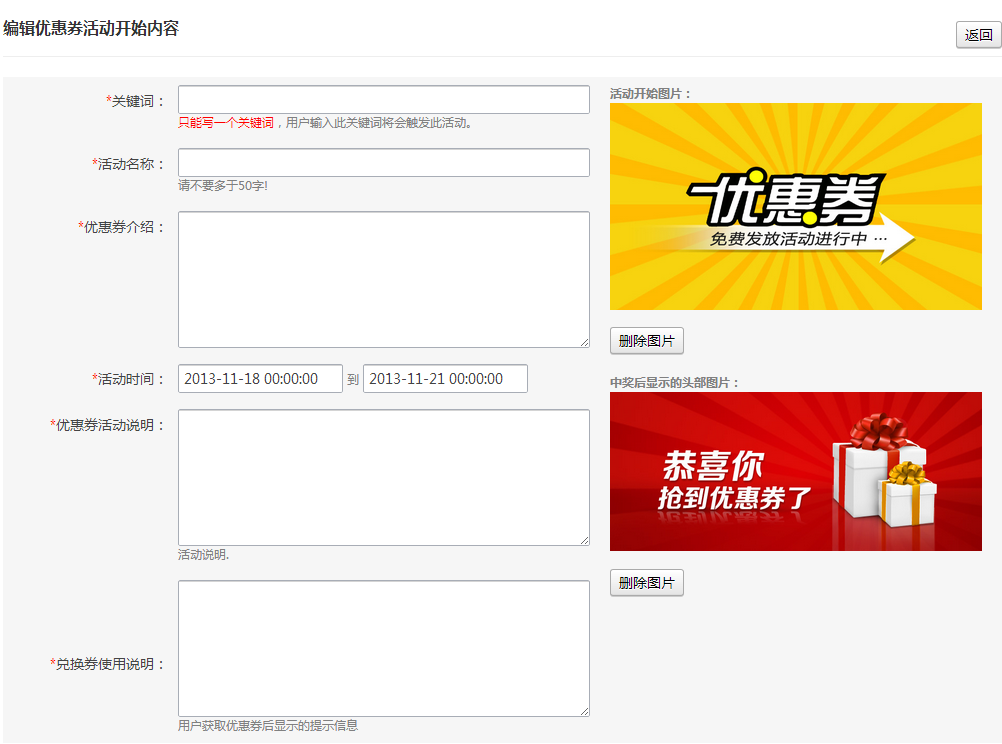 编辑优惠券活动开始内容
返回
*关键词：
只能写一个关键词，用户输入此关键词将会触发此活动。
*活动名称：
请不要多于50字!
*优惠券介绍：
*活动时间：
2013-11-18 00:00:00 到 2013-11-21 00:00:00
*优惠券活动说明：
活动说明.
*兑换券使用说明：
用户获取优惠券后显示的提示信息
活动开始图片：
优惠券
免费发放活动进行中 ···
删除图片
中奖后显示的头部图片：
恭喜你
抢到优惠券了
删除图片